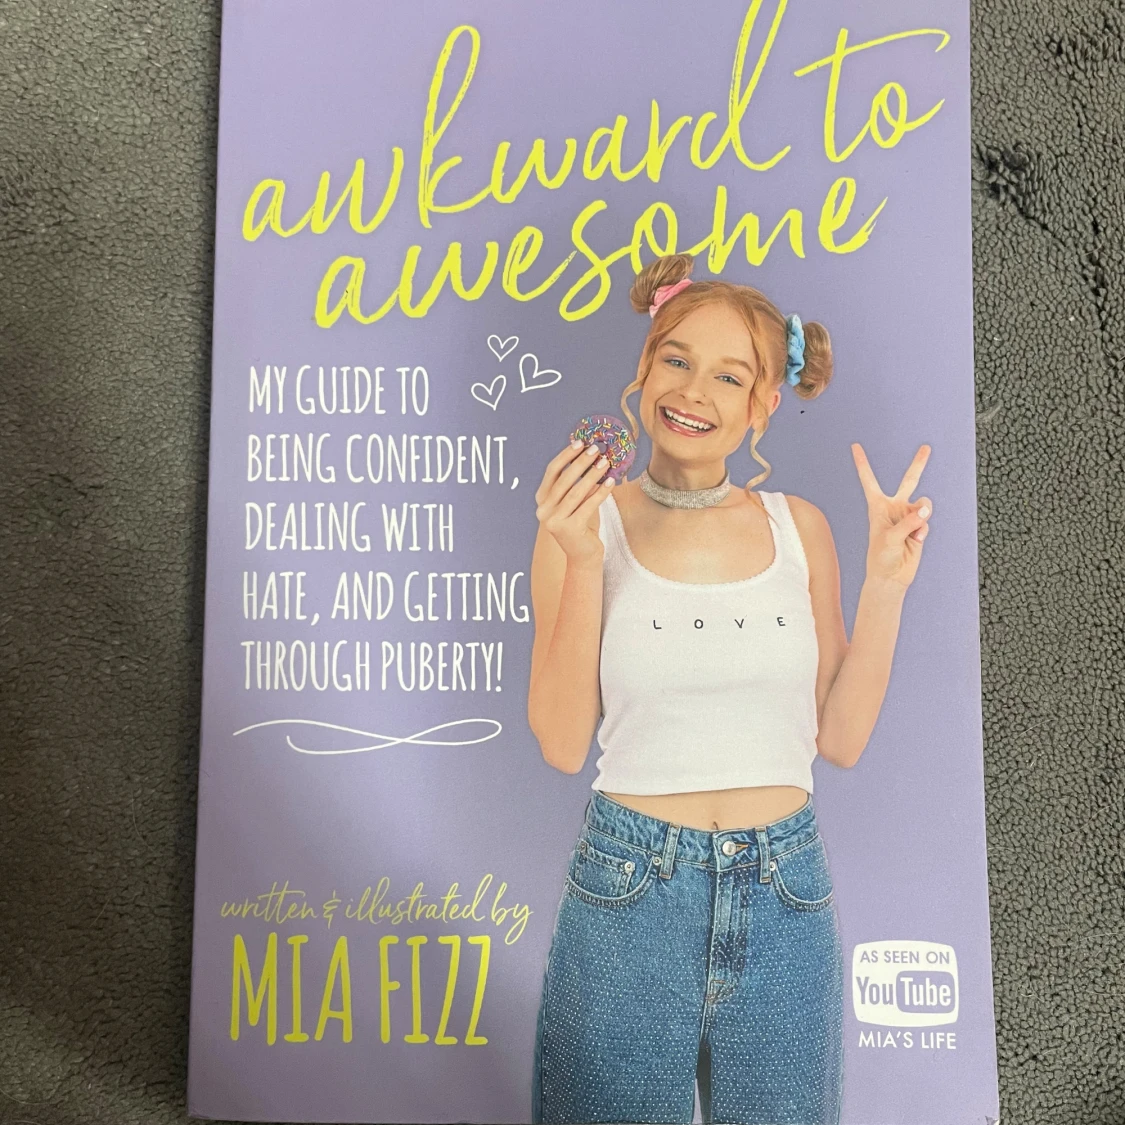 awkward to
awesome
MY GUIDE TO
BEING CONFIDENT,
DEALING WITH
HATE, AND GETTING
THROUGH PUBERTY!
L O V E
written & illustrated by
MIA FIZZ
AS SEEN ON
YouTube
MIA'S LIFE